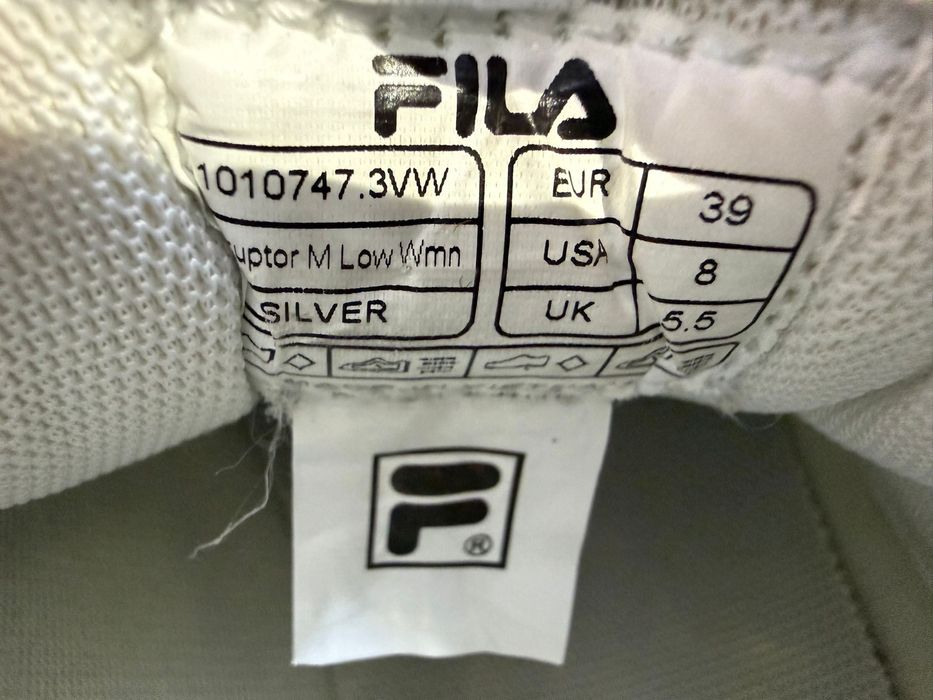 FILA
1010747.3VW
uptor M Low Wmn
SILVER
EUR 39
USA 8
UK 5.5
F
®